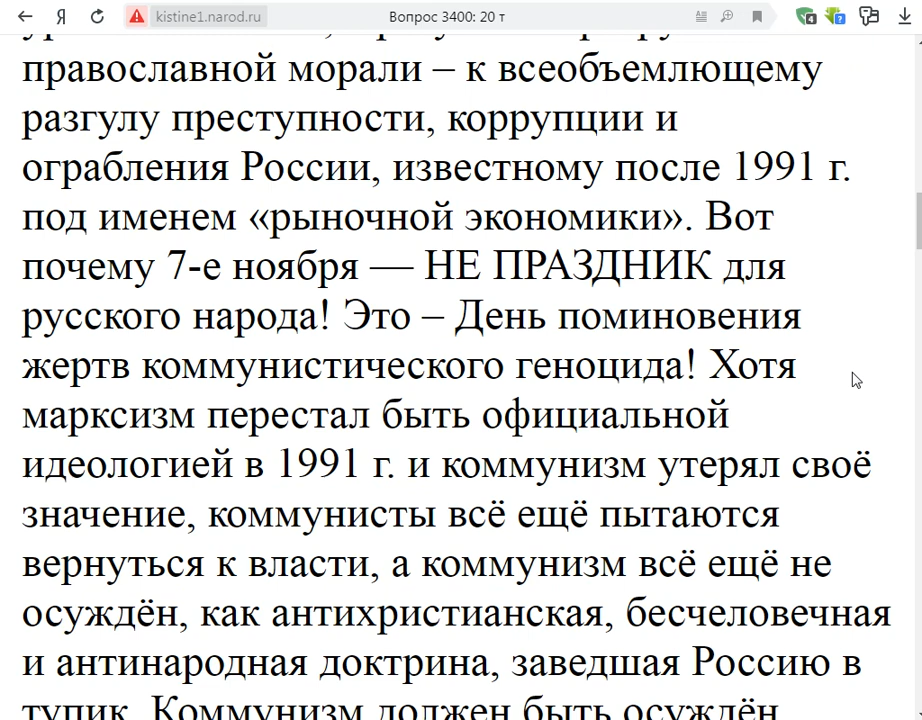 kistine1.narod.ru
Вопрос 3400: 20 т
православной морали – к всеобъемлющему
разгулу преступности, коррупции и
ограбления России, известному после 1991 г.
под именем «рыночной экономики». Вот
почему 7-е ноября — НЕ ПРАЗДНИК для
русского народа! Это – День поминовения
жертв коммунистического геноцида! Хотя
марксизм перестал быть официальной
идеологией в 1991 г. и коммунизм утерял своё
значение, коммунисты всё ещё пытаются
вернуться к власти, а коммунизм всё ещё не
осуждён, как антихристианская, бесчеловечная
и антинародная доктрина, заведшая Россию в
тупик. Коммунизм должен быть осуждён